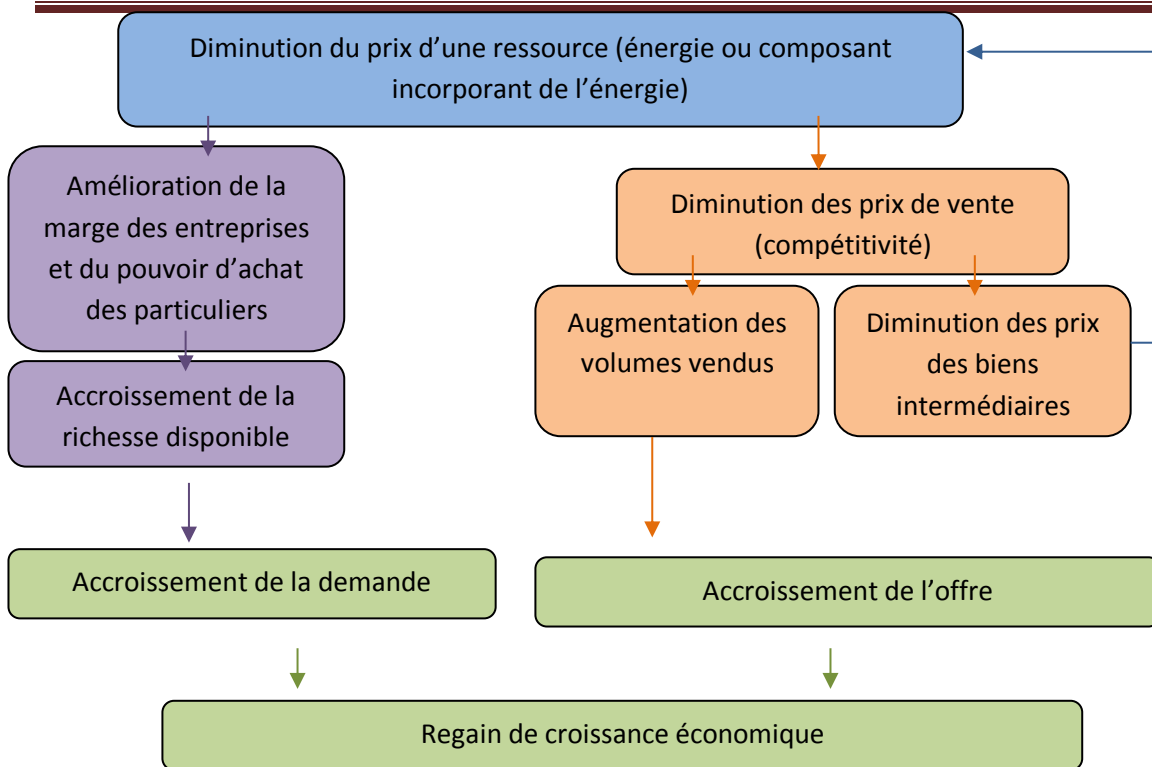 Diminution du prix d’une ressource (énergie ou composant
incorporant de l’énergie)
Amélioration de la
marge des entreprises
et du pouvoir d’achat
des particuliers
Diminution des prix de vente
(compétitivité)
Augmentation des
volumes vendus
Diminution des prix
des biens
intermédiaires
Accroissement de la
richesse disponible
Accroissement de la demande
Accroissement de l’offre
Regain de croissance économique